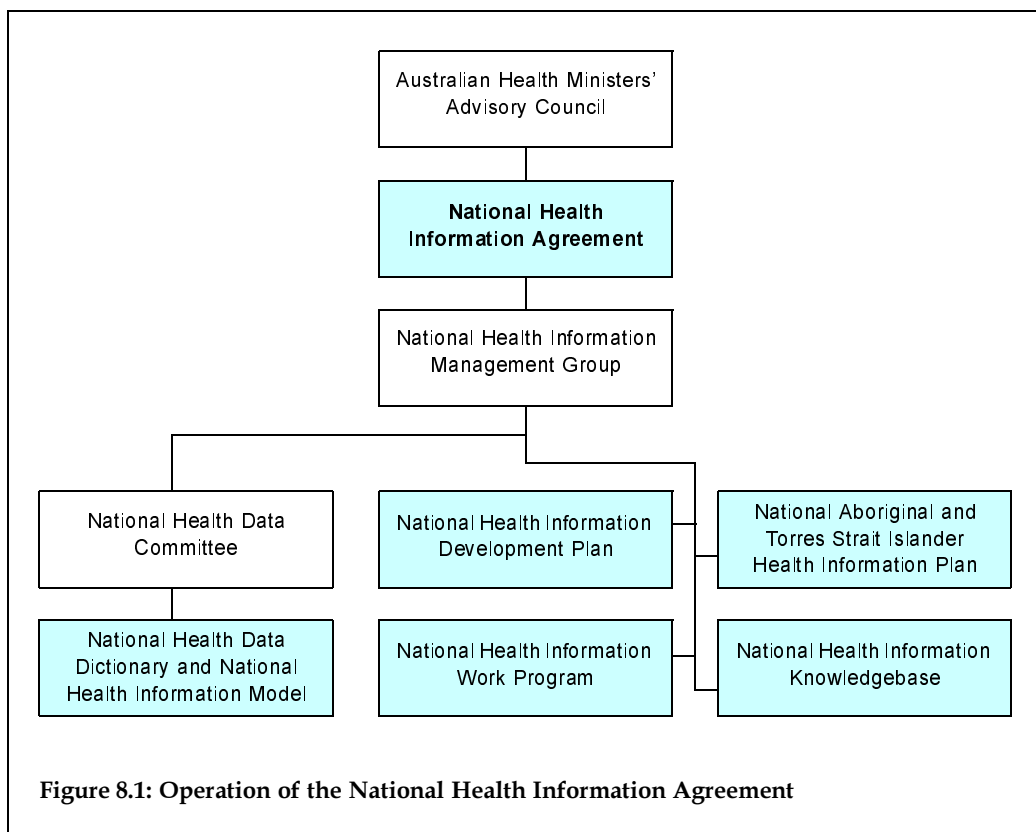 Australian Health Ministers'
Advisory Council
National Health
Information Agreement
National Health Information
Management Group
National Health Data
Committee
National Health Information
Development Plan
National Aboriginal and
Torres Strait Islander
Health Information Plan
National Health Data
Dictionary and National
Health Information Model
National Health Information
Work Program
National Health Information
Knowledgebase
Figure 8.1: Operation of the National Health Information Agreement